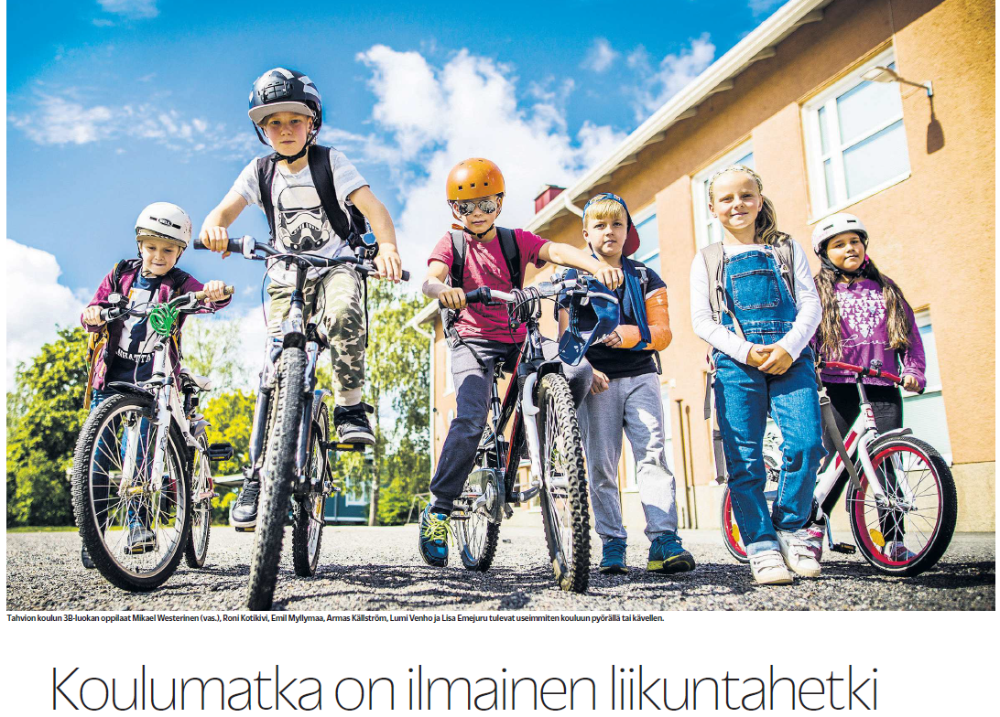 Tahvion koulun 3B-luokan oppilaat Mikael Westerinen (vas.), Roni Kotikivi, Emil Myllymaa, Armas Källström, Lumi Venho ja Lisa Emejuru tulevat useimmiten kouluun pyörällä tai kävellen.
Koulumatka on ilmainen liikuntahetki